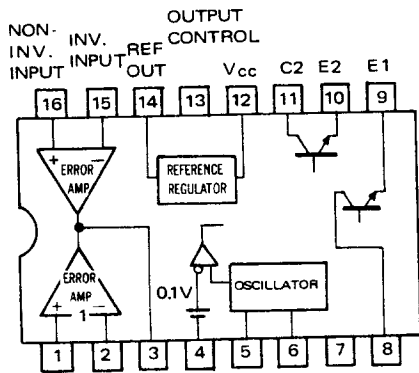 NON-
INV.
INPUT
INV.
INPUT
REF
OUT
OUTPUT
CONTROL
VCC
C2
E2
E1
16
15
14
13
12
11
10
9
+ −
ERROR
AMP
REFERENCE
REGULATOR
ERROR
AMP
1
+ −
0.1V
OSCILLATOR
1
2
3
4
5
6
7
8